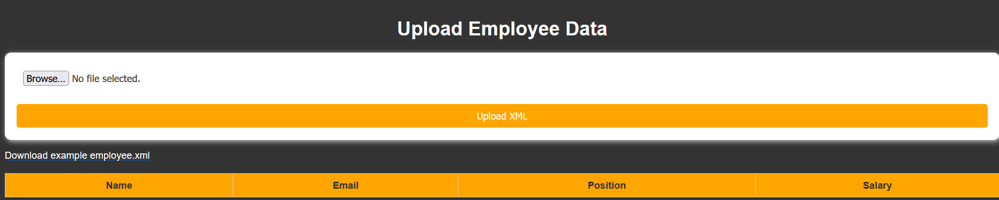 Upload Employee Data
Browse... No file selected.
Upload XML
Download example employee.xml
Name Email Position Salary